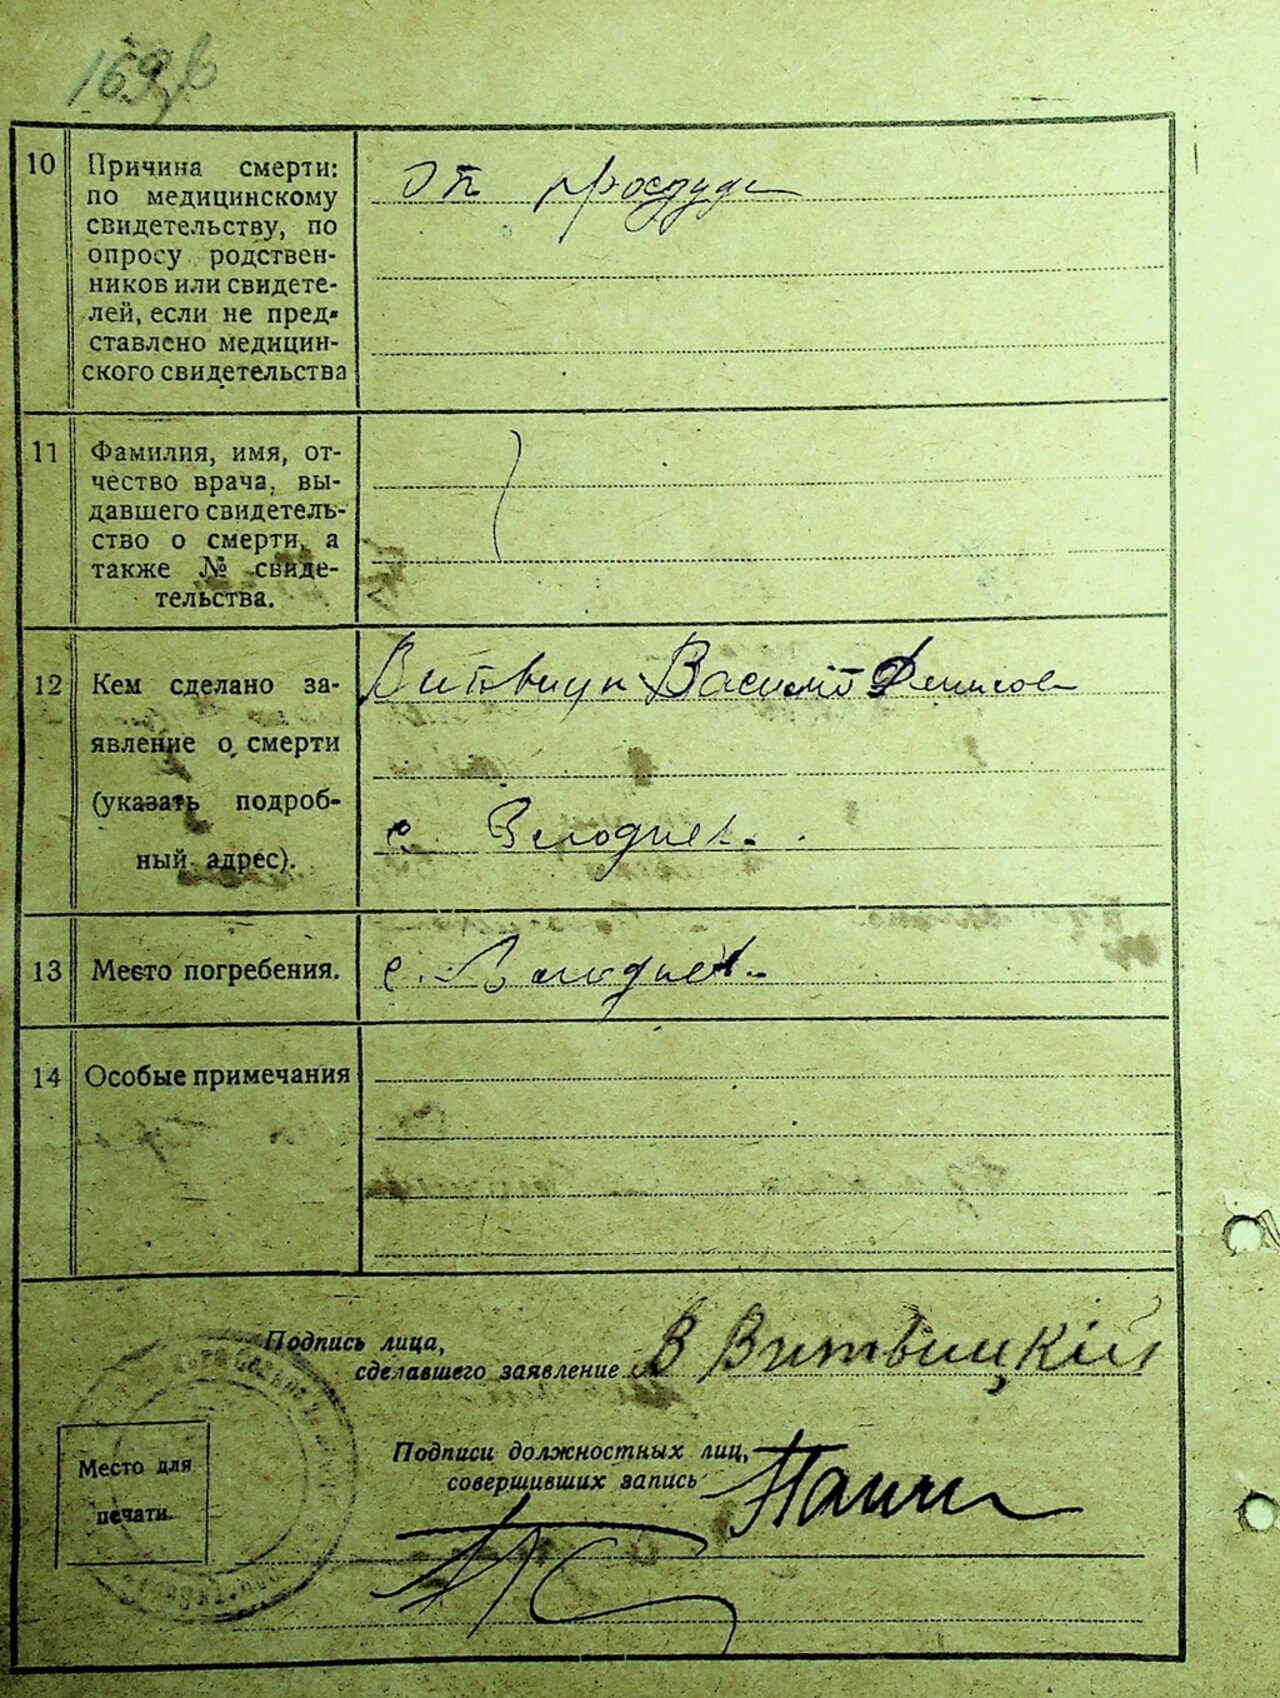 10 Причина смерти:
по медицинскому
свидетельству, по
опросу родствен-
ников или свидете-
лей, если не пред-
ставлено медицин-
ского свидетельства
от простуды
11 Фамилия, имя, от-
чество врача, вы-
давшего свидетель-
ство о смерти, а
также № свиде-
тельства.
12 Кем сделано за-
явление о смерти
(указать подроб-
ный адрес).
Василий Денисов
с.
13 Место погребения.
с.
14 Особые примечания
Подпись лица,
сделавшего заявление В Витвицкій
Подписи должностных лиц,
совершивших запись
Место для
печати.